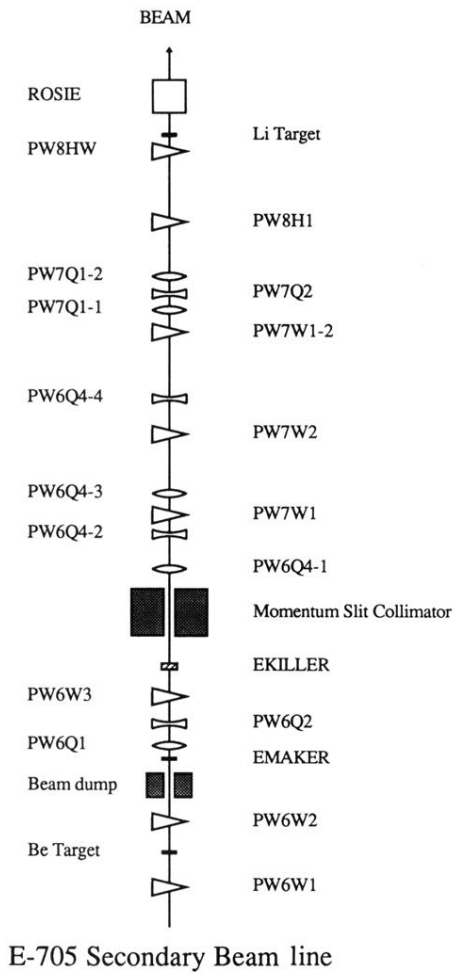 BEAM
ROSIE
Li Target
PW8HW
PW8H1
PW7Q1-2
PW7Q2
PW7Q1-1
PW7W1-2
PW6Q4-4
PW7W2
PW6Q4-3
PW7W1
PW6Q4-2
PW6Q4-1
Momentum Slit Collimator
EKILLER
PW6W3
PW6Q2
PW6Q1
EMAKER
Beam dump
PW6W2
Be Target
PW6W1
E-705 Secondary Beam line